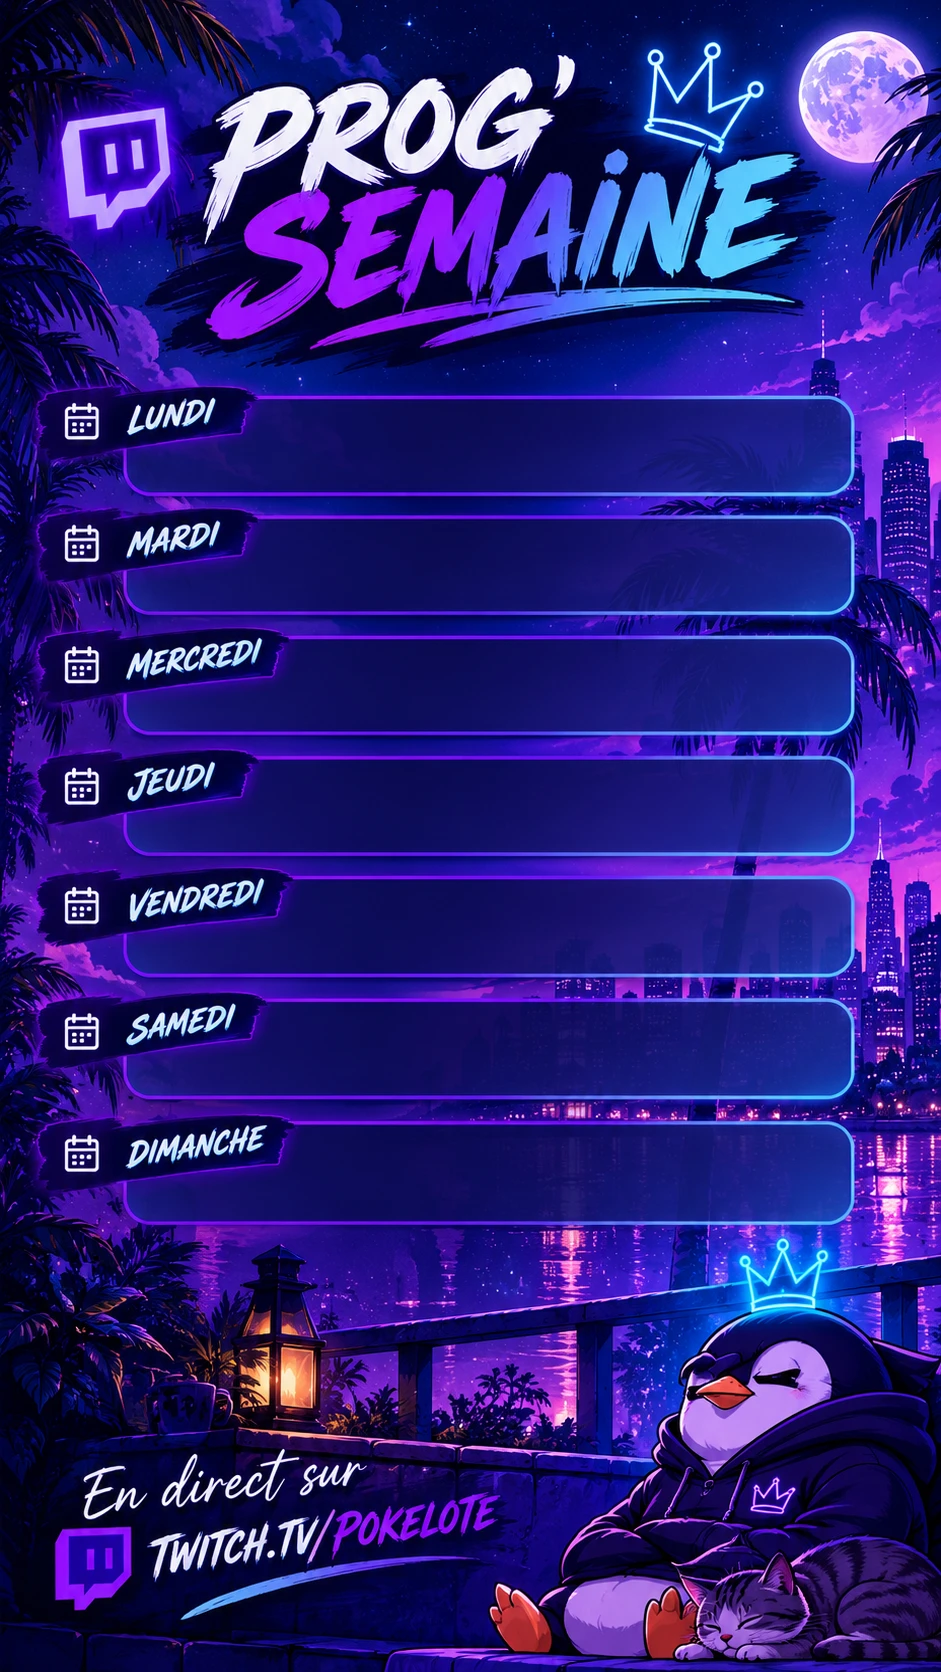 PROG'
SEMAINE
LUNDI
MARDI
MERCREDI
JEUDI
VENDREDI
SAMEDI
DIMANCHE
En direct sur
TWITCH.TV/POKELOTE